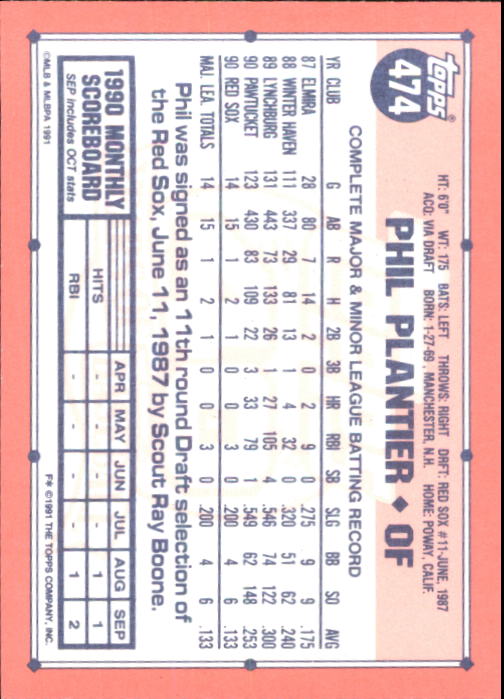 TOPPS®
474
HT: 6'0" WT: 175 BATS: LEFT THROWS: RIGHT DRFT: RED SOX #11-JUNE, 1987
ACQ: VIA DRAFT BORN: 1-27-69, MANCHESTER, N.H. HOME: POWAY, CALIF.
PHIL PLANTIER ◆ OF
COMPLETE MAJOR & MINOR LEAGUE BATTING RECORD
YR CLUB G AB R H 2B 3B HR RBI SB SLG BB SO AVG
87 ELMIRA 28 80 7 14 2 0 2 9 0 .275 9 9 .175
88 WINTER HAVEN 111 337 29 81 13 1 4 32 0 .320 51 62 .240
89 LYNCHBURG 131 443 73 133 26 1 27 105 4 .546 74 122 .300
90 PAWTUCKET 123 430 83 109 22 3 33 79 1 .549 62 148 .253
90 RED SOX 14 15 1 2 1 0 0 3 0 .200 4 6 .133
MAJ. LEA. TOTALS 14 15 1 2 1 0 0 3 0 .200 4 6 .133
Phil was signed as an 11th round Draft selection of
the Red Sox, June 11, 1987 by Scout Ray Boone.
1990 MONTHLY
SCOREBOARD
SEP includes OCT stats
APR MAY JUN JUL AUG SEP
HITS - - - - 1 1
RBI - - - - 1 2
©MLB & MLBPA 1991
F* ©1991 THE TOPPS COMPANY, INC.